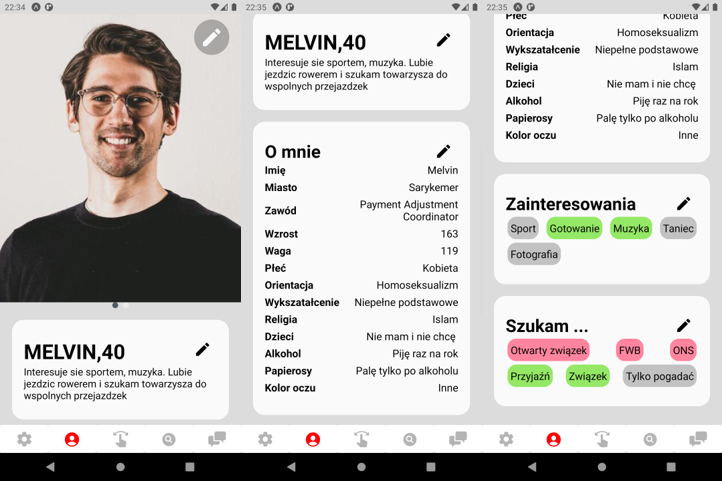 22:34
MELVIN,40
Interesuje sie sportem, muzyka. Lubie
jezdzic rowerem i szukam towarzysza do
wspolnych przejazdzek
22:35
MELVIN,40
Interesuje sie sportem, muzyka. Lubie
jezdzic rowerem i szukam towarzysza do
wspolnych przejazdzek
O mnie
Imię Melvin
Miasto Sarykemer
Zawód Payment Adjustment
Coordinator
Wzrost 163
Waga 119
Płeć Kobieta
Orientacja Homoseksualizm
Wykształcenie Niepełne podstawowe
Religia Islam
Dzieci Nie mam i nie chcę
Alkohol Piję raz na rok
Papierosy Palę tylko po alkoholu
Kolor oczu Inne
22:35
Płeć Kobieta
Orientacja Homoseksualizm
Wykształcenie Niepełne podstawowe
Religia Islam
Dzieci Nie mam i nie chcę
Alkohol Piję raz na rok
Papierosy Palę tylko po alkoholu
Kolor oczu Inne
Zainteresowania
Sport Gotowanie Muzyka Taniec
Fotografia
Szukam ...
Otwarty związek FWB ONS
Przyjaźń Związek Tylko pogadać